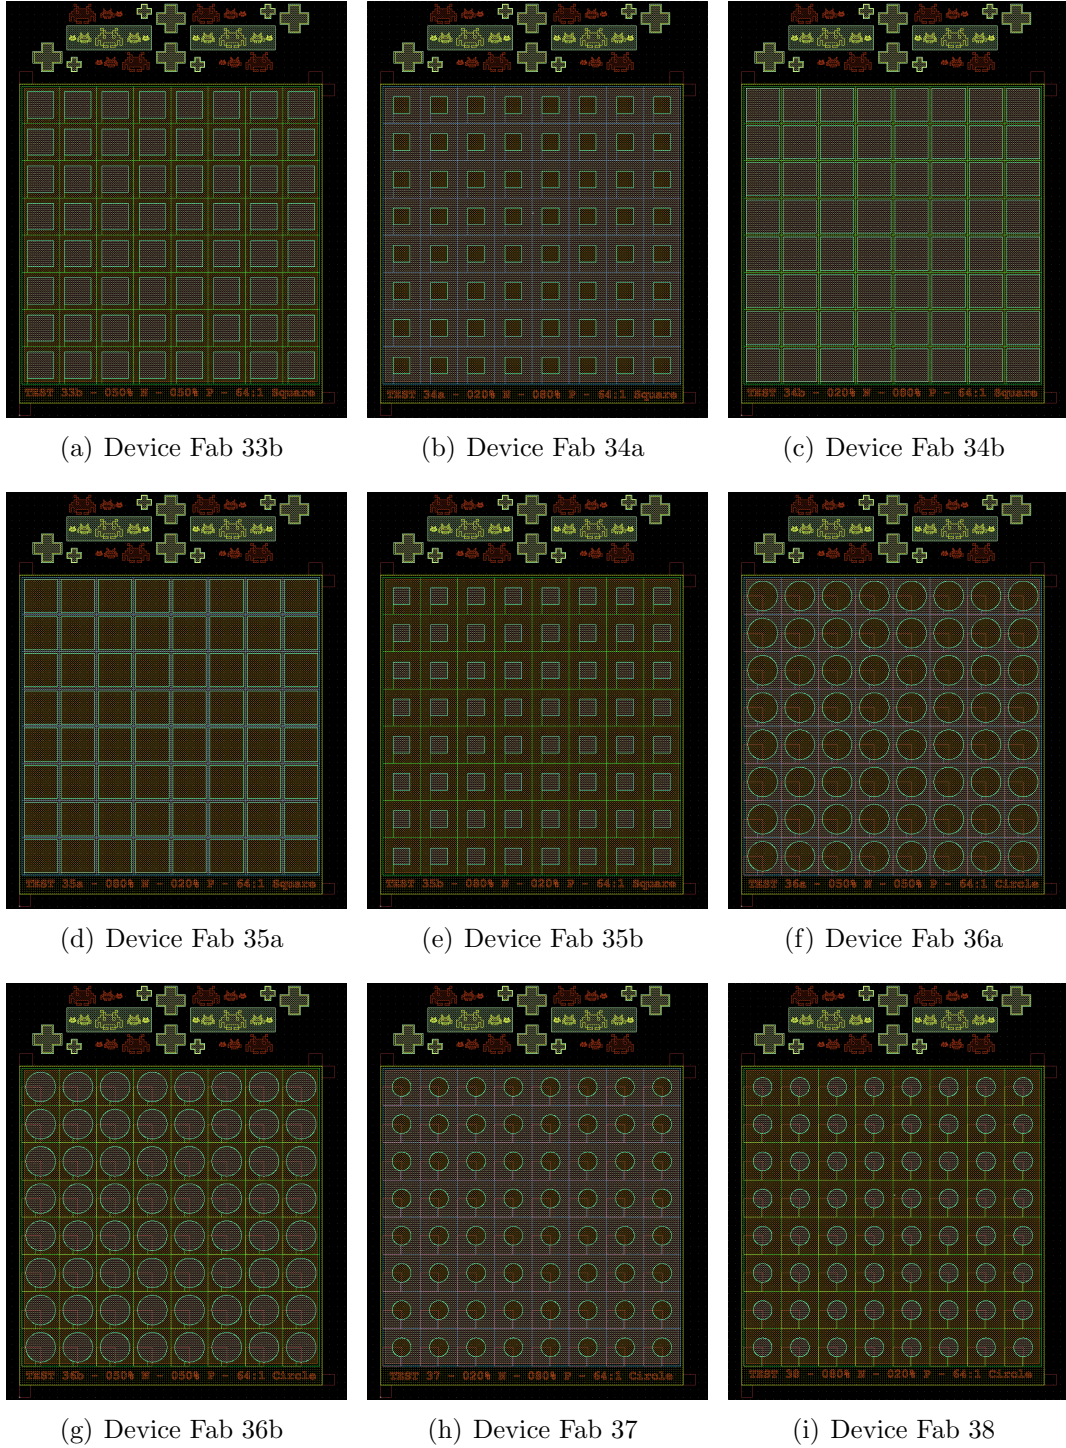 TEST 33b - 050% N - 050% P - 64:1 Square
TEST 34a - 020% N - 080% P - 64:1 Square
TEST 34b - 020% N - 080% P - 64:1 Square
(a) Device Fab 33b
(b) Device Fab 34a
(c) Device Fab 34b
TEST 35a - 080% N - 020% P - 64:1 Square
TEST 35b - 080% N - 020% P - 64:1 Square
TEST 36a - 050% N - 050% P - 64:1 Circle
(d) Device Fab 35a
(e) Device Fab 35b
(f) Device Fab 36a
TEST 36b - 050% N - 050% P - 64:1 Circle
TEST 37 - 020% N - 080% P - 64:1 Circle
TEST 38 - 080% N - 020% P - 64:1 Circle
(g) Device Fab 36b
(h) Device Fab 37
(i) Device Fab 38